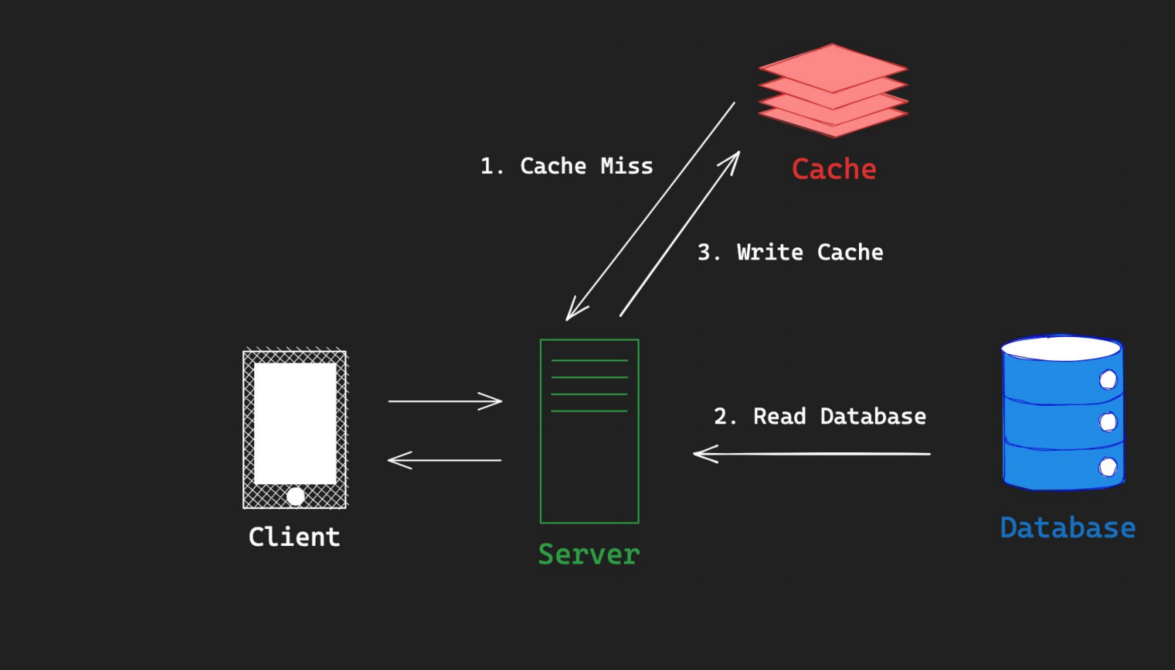 1. Cache Miss
Cache
3. Write Cache
2. Read Database
Client
Server
Database